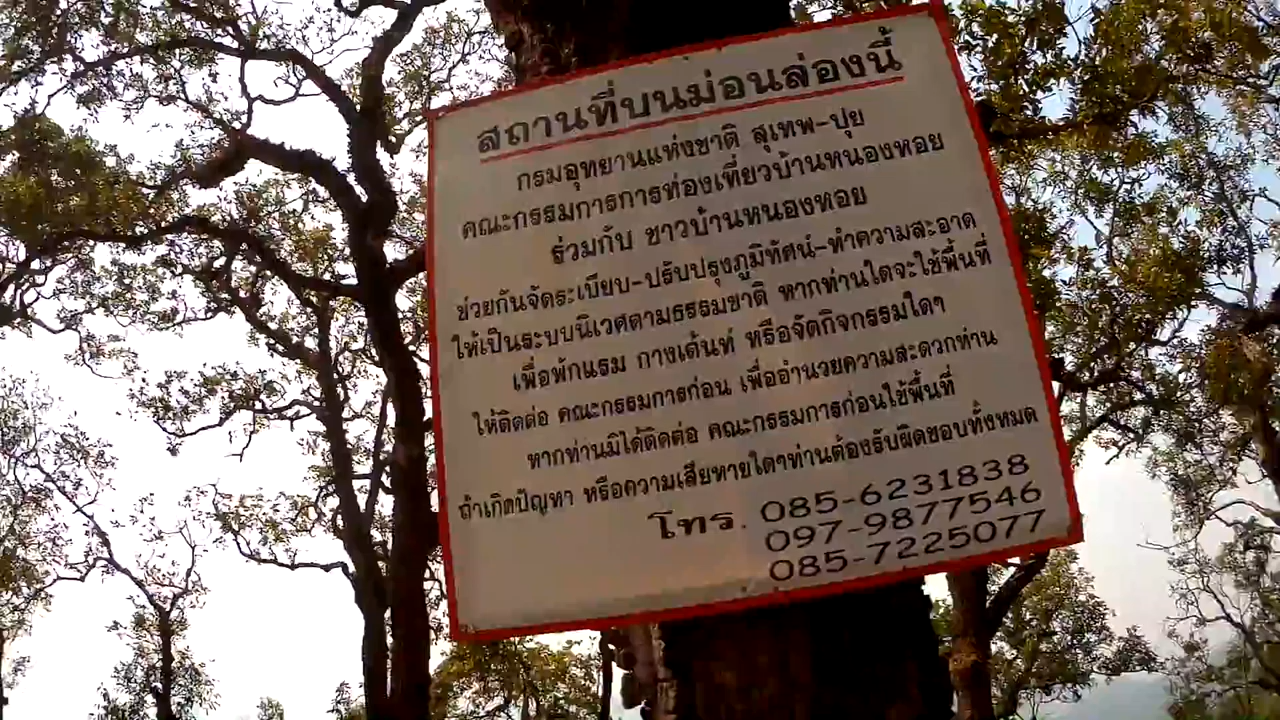 สถานที่บนม่อนล่องนี้
กรมอุทยานแห่งชาติ สุเทพ-ปุย
คณะกรรมการการท่องเที่ยวบ้านหนองหอย
ร่วมกับ ชาวบ้านหนองหอย
ช่วยกันจัดระเบียบ-ปรับปรุงภูมิทัศน์-ทำความสะอาด
ให้เป็นระบบนิเวศตามธรรมชาติ หากท่านใดจะใช้พื้นที่
เพื่อพักแรม กางเต้นท์ หรือจัดกิจกรรมใดๆ
ให้ติดต่อ คณะกรรมการก่อน เพื่ออำนวยความสะดวกท่าน
หากท่านมิได้ติดต่อ คณะกรรมการก่อนใช้พื้นที่
ถ้าเกิดปัญหา หรือความเสียหายใดๆท่านต้องรับผิดชอบทั้งหมด
โทร. 085-6231838
097-9877546
085-7225077